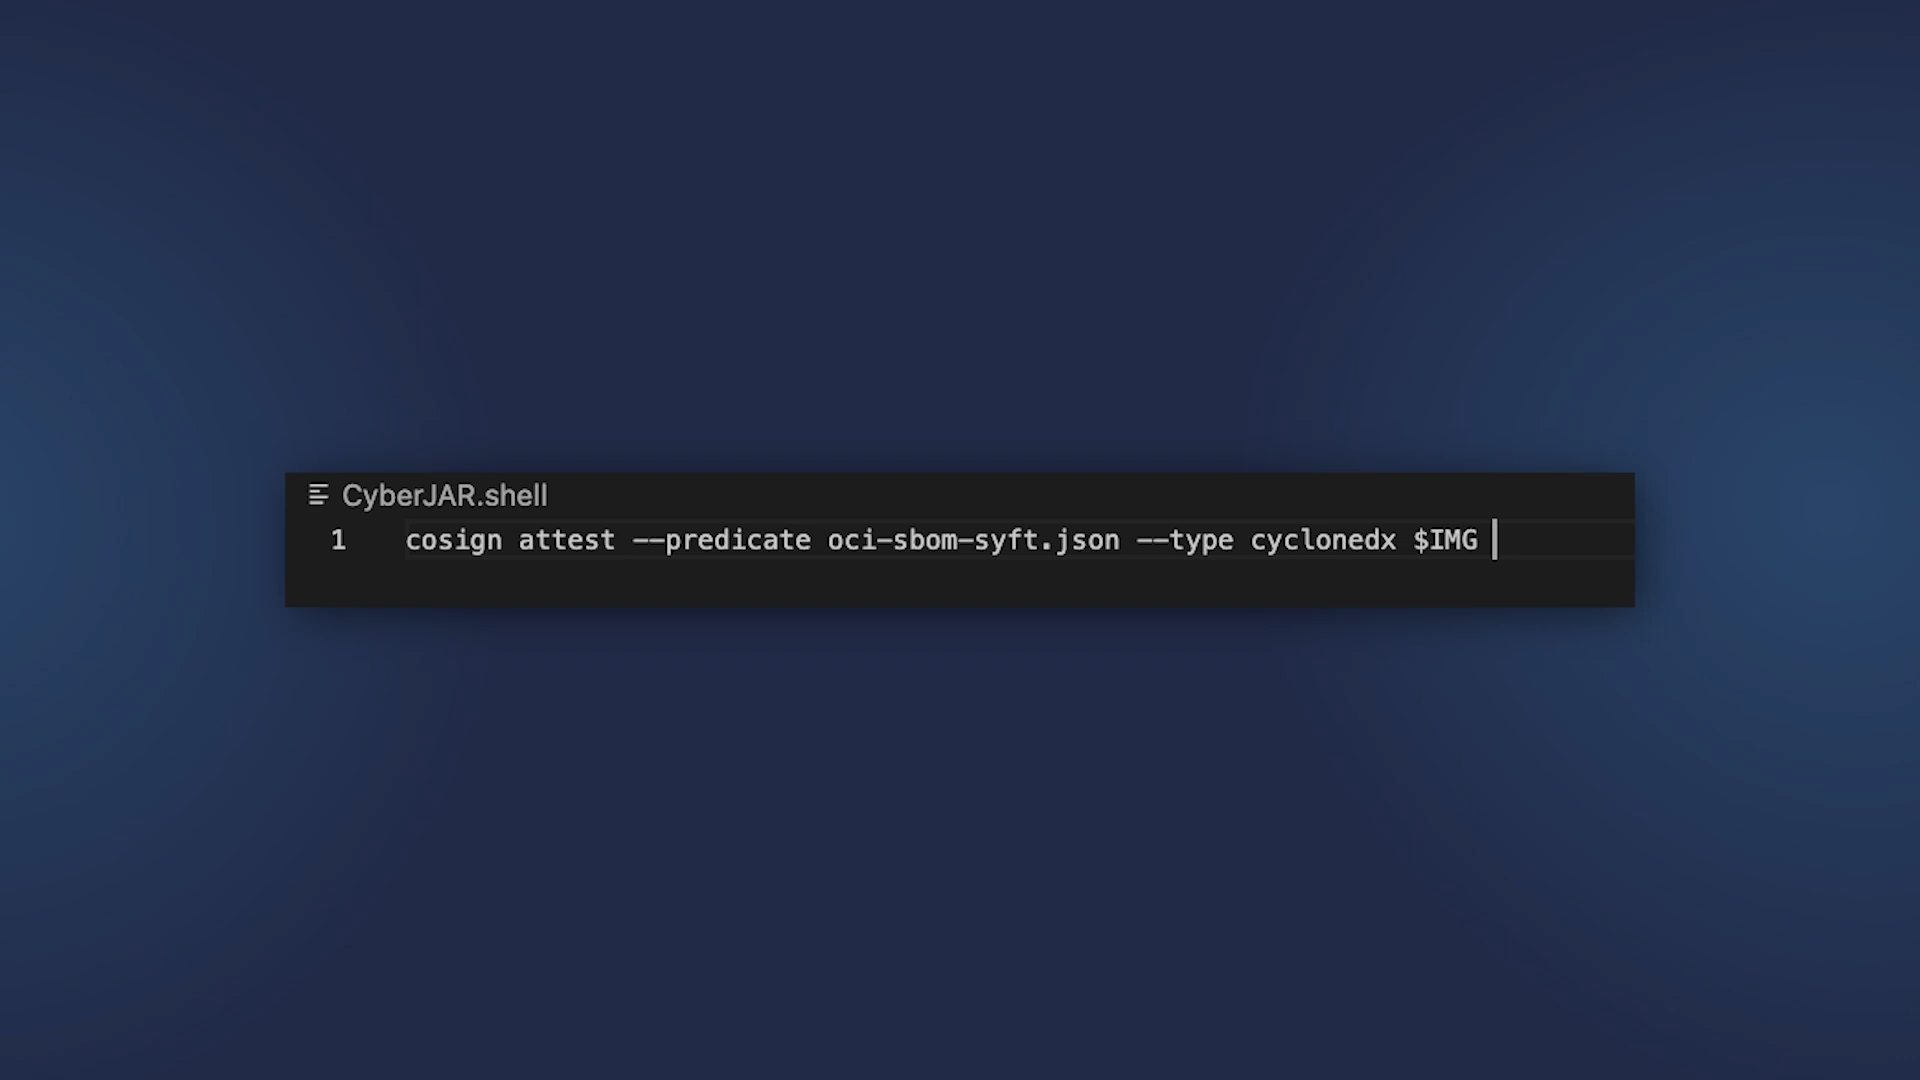 CyberJAR.shell
1 cosign attest --predicate oci-sbom-syft.json --type cyclonedx $IMG